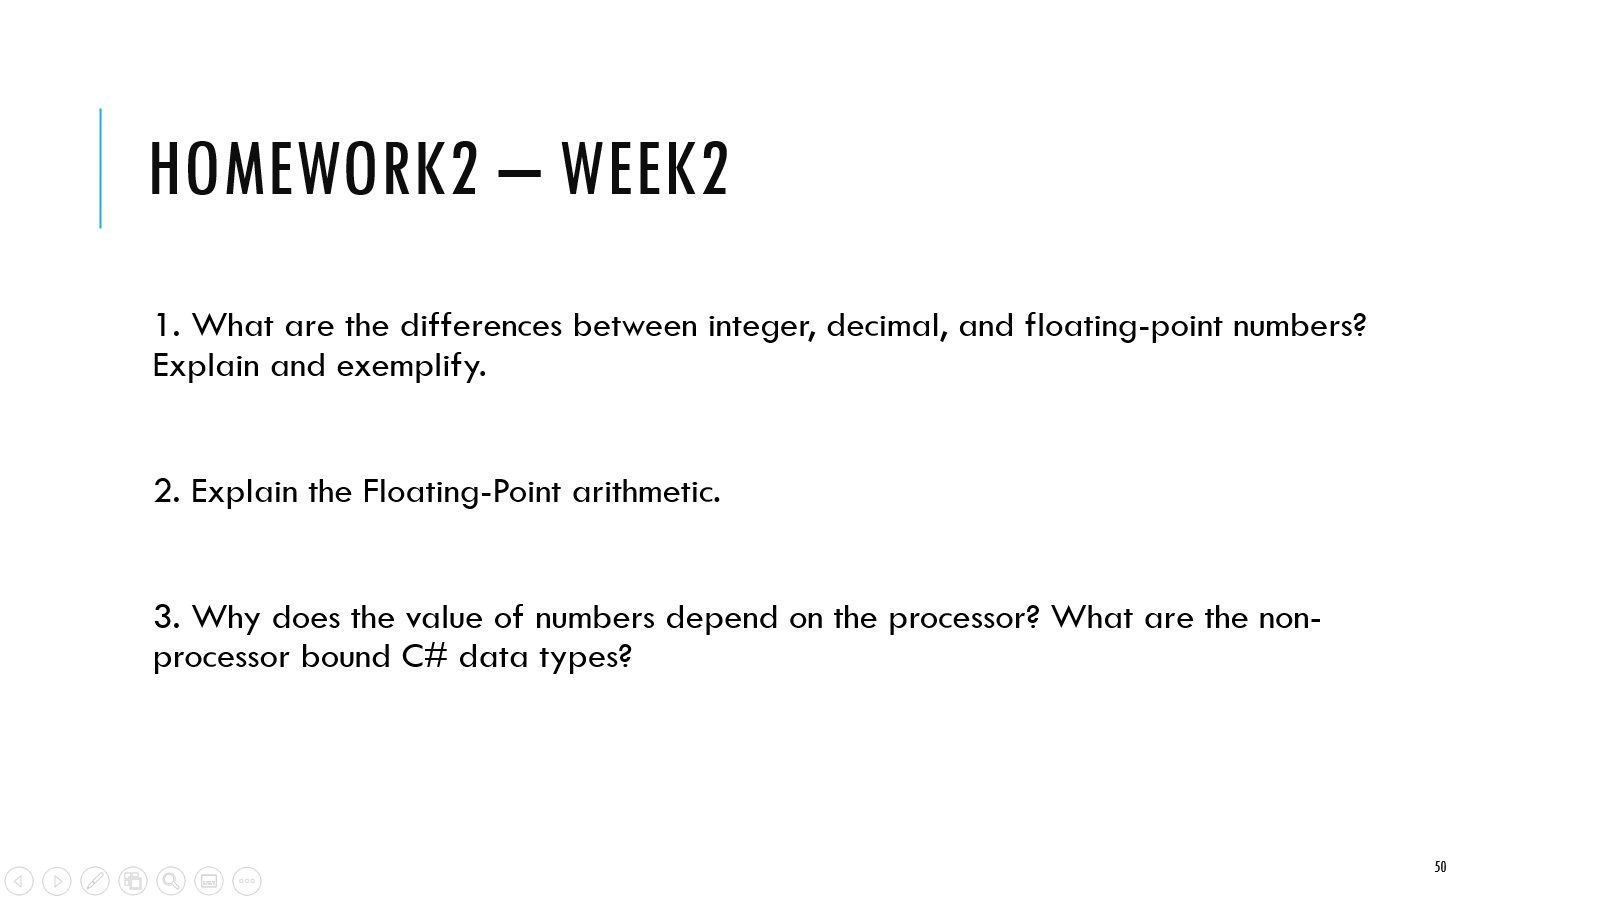 HOMEWORK2 – WEEK2
1. What are the differences between integer, decimal, and floating-point numbers?
Explain and exemplify.
2. Explain the Floating-Point arithmetic.
3. Why does the value of numbers depend on the processor? What are the non-
processor bound C# data types?
50